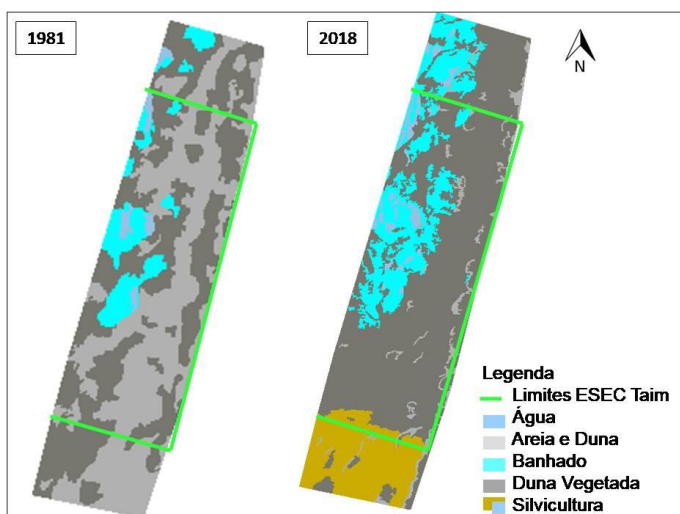 1981
2018
N
Legenda
Limites ESEC Taim
Água
Areia e Duna
Banhado
Duna Vegetada
Silvicultura